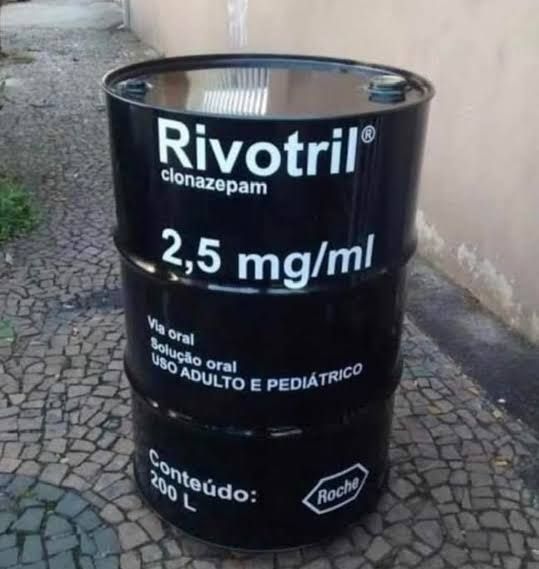 Rivotril®
clonazepam
2,5 mg/ml
Via oral
Solução oral
USO ADULTO E PEDIÁTRICO
Conteúdo:
200 L
Roche